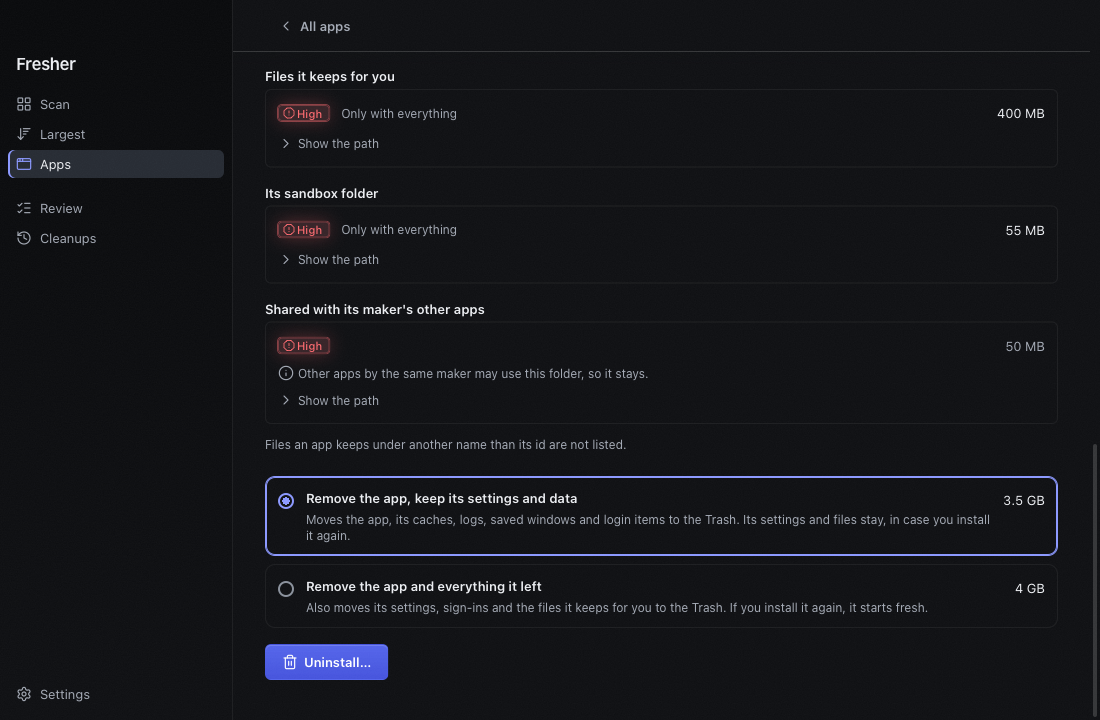 All apps
Fresher
Scan
Largest
Apps
Review
Cleanups
Settings
Files it keeps for you
High Only with everything 400 MB
Show the path
Its sandbox folder
High Only with everything 55 MB
Show the path
Shared with its maker's other apps
High 50 MB
Other apps by the same maker may use this folder, so it stays.
Show the path
Files an app keeps under another name than its id are not listed.
Remove the app, keep its settings and data 3.5 GB
Moves the app, its caches, logs, saved windows and login items to the Trash. Its settings and files stay, in case you install
it again.
Remove the app and everything it left 4 GB
Also moves its settings, sign-ins and the files it keeps for you to the Trash. If you install it again, it starts fresh.
Uninstall...